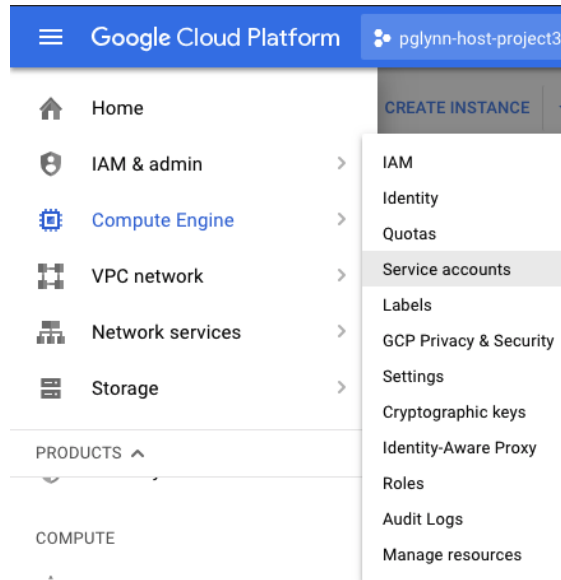 Google Cloud Platform
pglynn-host-project3
Home
CREATE INSTANCE
IAM & admin
Compute Engine
VPC network
Network services
Storage
PRODUCTS
COMPUTE
IAM
Identity
Quotas
Service accounts
Labels
GCP Privacy & Security
Settings
Cryptographic keys
Identity-Aware Proxy
Roles
Audit Logs
Manage resources